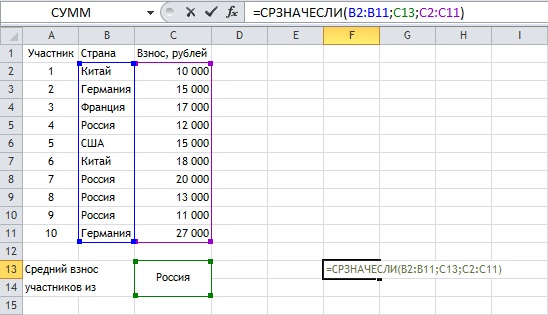 СУММ =СРЗНАЧЕСЛИ(B2:B11;C13;C2:C11)
A B C D E F G H I
1 Участник Страна Взнос, рублей
2 1 Китай 10 000
3 2 Германия 15 000
4 3 Франция 17 000
5 4 Россия 12 000
6 5 США 15 000
7 6 Китай 18 000
8 7 Россия 20 000
9 8 Россия 13 000
10 9 Россия 11 000
11 10 Германия 27 000
12
13 Средний взнос Россия =СРЗНАЧЕСЛИ(B2:B11;C13;C2:C11)
14 участников из
15